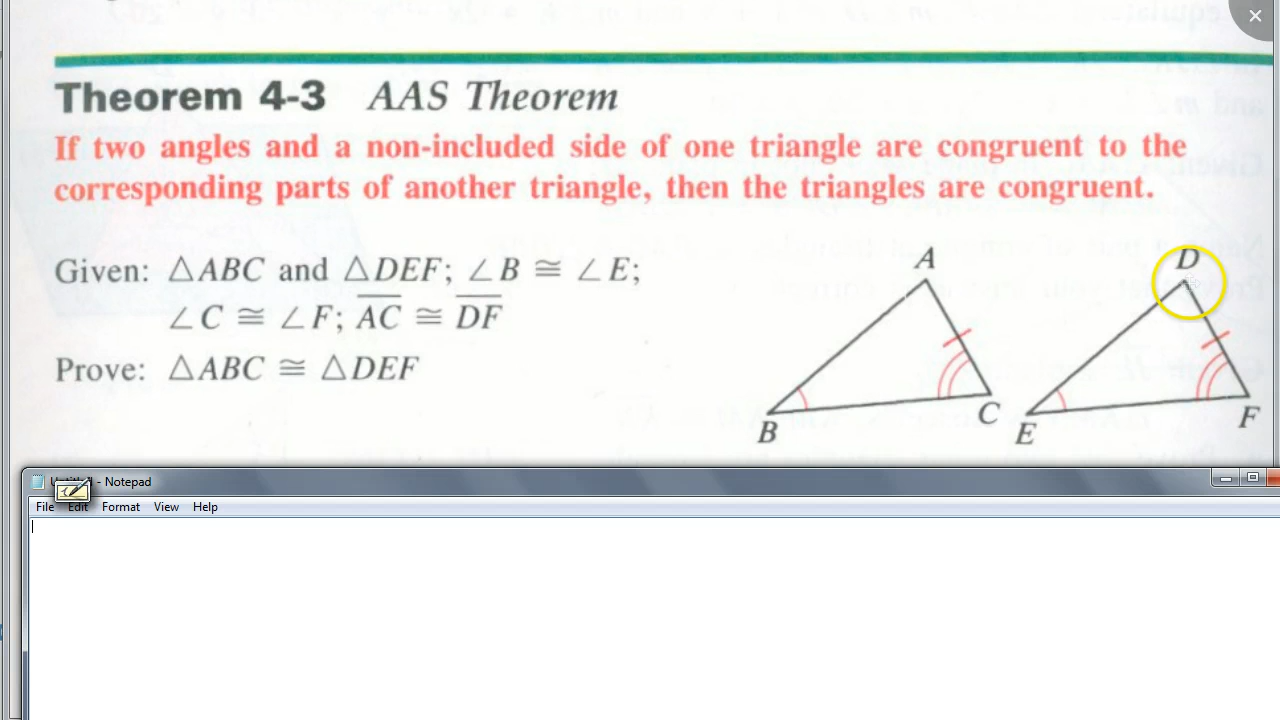 Theorem 4-3 AAS Theorem
If two angles and a non-included side of one triangle are congruent to the
corresponding parts of another triangle, then the triangles are congruent.
Given: △ABC and △DEF; ∠B ≅ ∠E;
∠C ≅ ∠F; A̅C̅ ≅ D̅F̅
Prove: △ABC ≅ △DEF
A
D
B
C
E
F
- Notepad
File Edit Format View Help